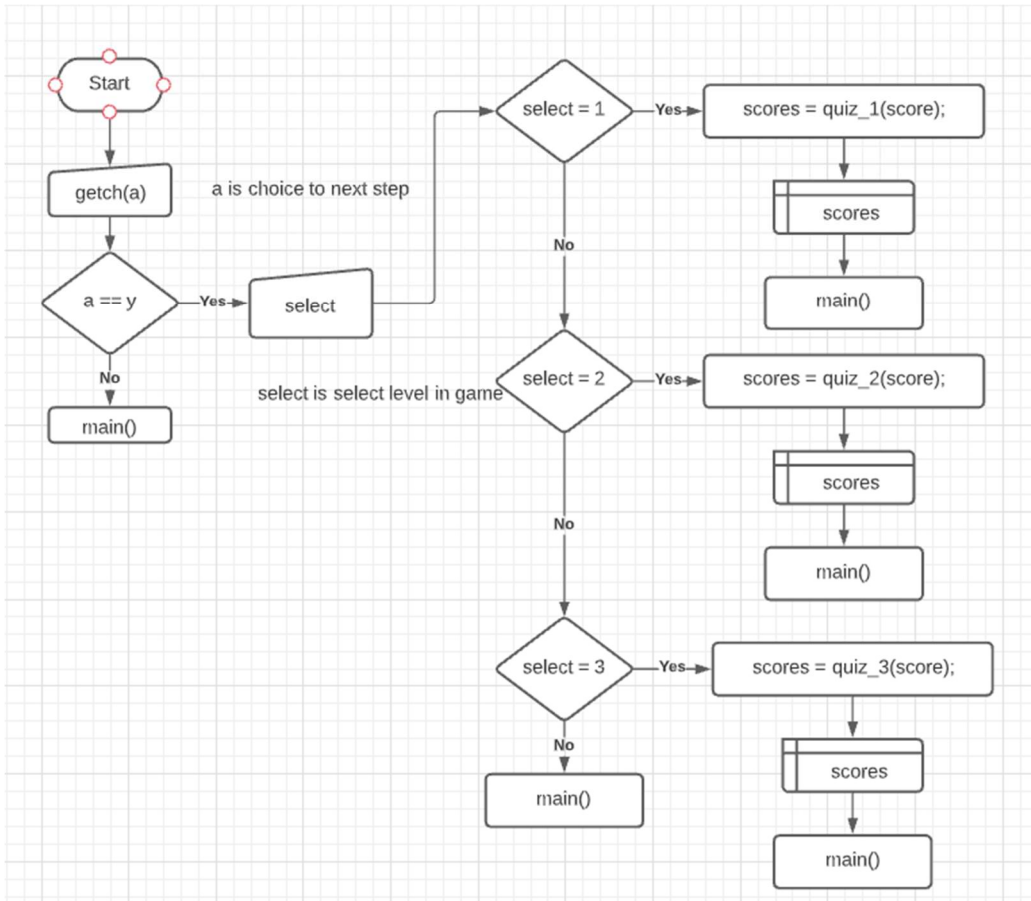 Start
getch(a)
a is choice to next step
a == y
Yes
select
No
main()
select is select level in game
select = 1
Yes
scores = quiz_1(score);
scores
main()
No
select = 2
Yes
scores = quiz_2(score);
scores
main()
No
select = 3
Yes
scores = quiz_3(score);
scores
main()
No
main()